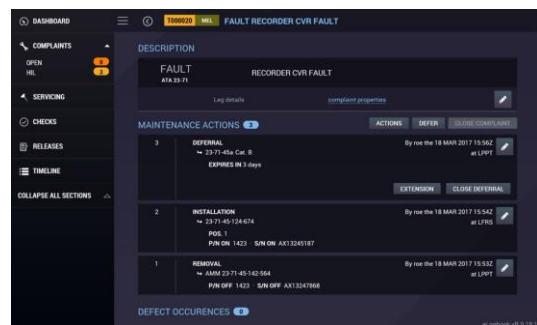 DASHBOARD
T000020 MEL FAULT RECORDER CVR FAULT
COMPLAINTS
OPEN
HIL
SERVICING
CHECKS
RELEASES
TIMELINE
COLLAPSE ALL SECTIONS
DESCRIPTION
FAULT
ATA 23-71
RECORDER CVR FAULT
Leg details
complaint properties
MAINTENANCE ACTIONS 3
ACTIONS DEFER CLOSE COMPLAINT
3 DEFERRAL By roe the 18 MAR 2017 15:56Z
↪ 23-71-45a Cat. B at LPPT
EXPIRES IN 3 days
EXTENSION CLOSE DEFERRAL
2 INSTALLATION By roe the 18 MAR 2017 15:54Z
↪ 23-71-45-124-674 at LFRS
POS. 1
P/N ON 1423 · S/N ON AX13245187
1 REMOVAL By roe the 18 MAR 2017 15:53Z
↪ AMM 23-71-45-142-564 at LPPT
P/N OFF 1423 · S/N OFF AX13247868
DEFECT OCCURENCES